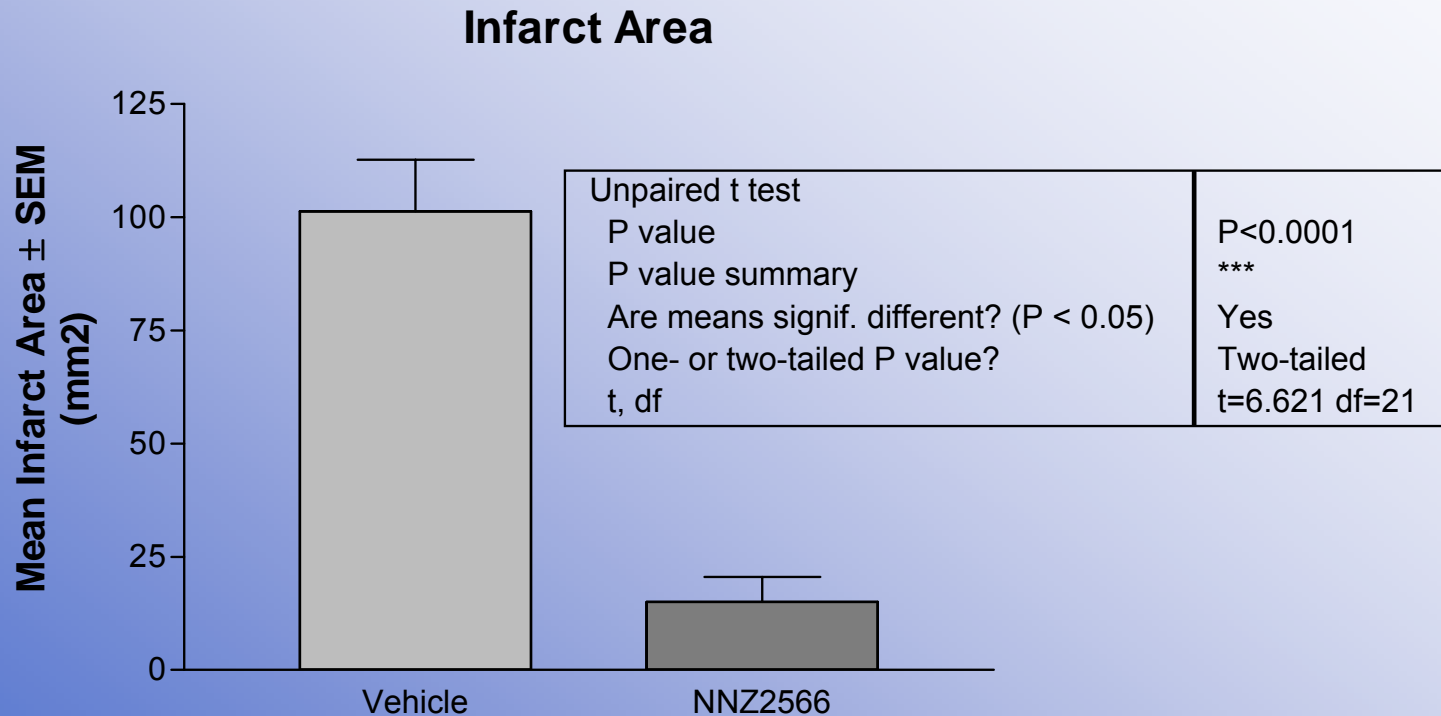 Infarct Area
Mean Infarct Area ± SEM
(mm2)
125
100
75
50
25
0
Vehicle
NNZ2566
Unpaired t test
P value P<0.0001
P value summary ***
Are means signif. different? (P < 0.05) Yes
One- or two-tailed P value? Two-tailed
t, df t=6.621 df=21